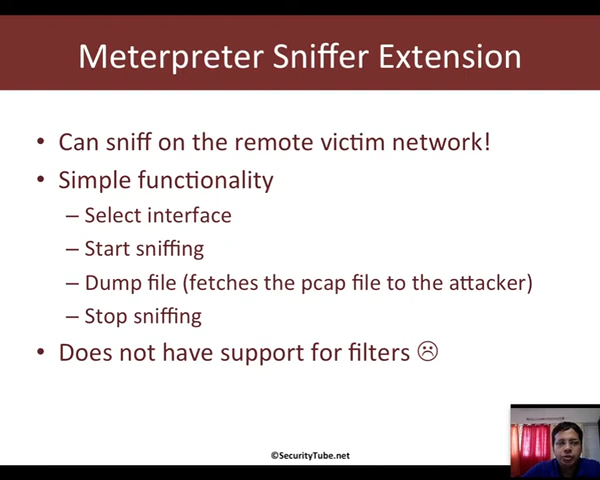 Meterpreter Sniffer Extension
• Can sniff on the remote victim network!
• Simple functionality
– Select interface
– Start sniffing
– Dump file (fetches the pcap file to the attacker)
– Stop sniffing
• Does not have support for filters ☹
©SecurityTube.net